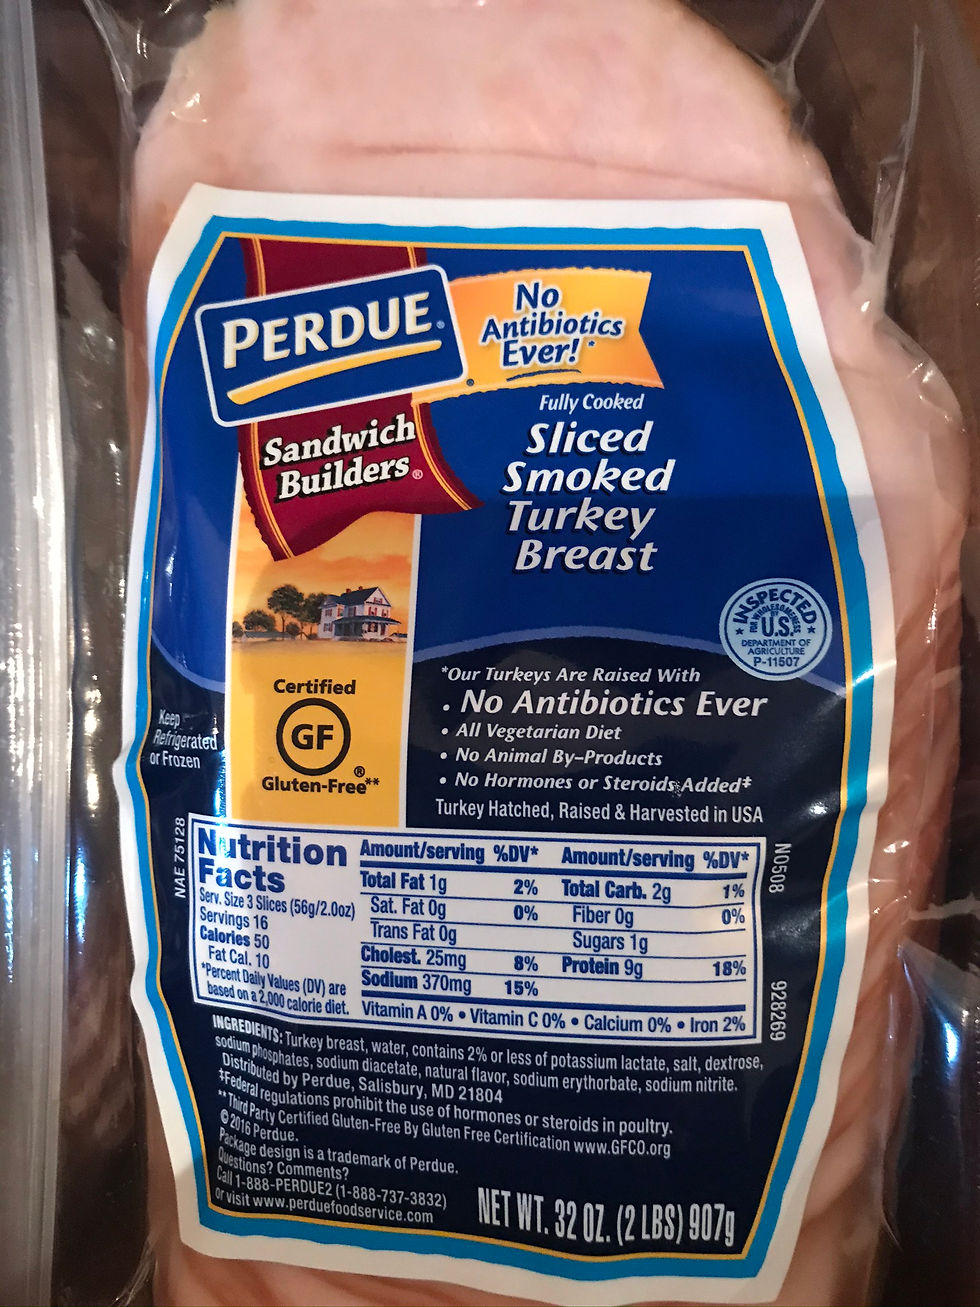 PERDUE®
No
Antibiotics
Ever!*
Sandwich
Builders®
Fully Cooked
Sliced
Smoked
Turkey
Breast
INSPECTED
FOR WHOLESOMENESS
BY
U.S.
DEPARTMENT OF
AGRICULTURE
P-11507
Certified
GF
®
Gluten-Free**
Keep
Refrigerated
or Frozen
*Our Turkeys Are Raised With
• No Antibiotics Ever
• All Vegetarian Diet
• No Animal By-Products
• No Hormones or Steroids Added‡
Turkey Hatched, Raised & Harvested in USA
NAE 75128
Nutrition
Facts
Serv. Size 3 Slices (56g/2.0oz)
Servings 16
Calories 50
Fat Cal. 10
*Percent Daily Values (DV) are
based on a 2,000 calorie diet.
Amount/serving %DV*
Total Fat 1g 2%
Sat. Fat 0g 0%
Trans Fat 0g
Cholest. 25mg 8%
Sodium 370mg 15%
Amount/serving %DV*
Total Carb. 2g 1%
Fiber 0g 0%
Sugars 1g
Protein 9g 18%
Vitamin A 0% • Vitamin C 0% • Calcium 0% • Iron 2%
N0508
928269
INGREDIENTS: Turkey breast, water, contains 2% or less of potassium lactate, salt, dextrose,
sodium phosphates, sodium diacetate, natural flavor, sodium erythorbate, sodium nitrite.
Distributed by Perdue, Salisbury, MD 21804
‡Federal regulations prohibit the use of hormones or steroids in poultry.
**Third Party Certified Gluten-Free By Gluten Free Certification www.GFCO.org
©2016 Perdue.
Package design is a trademark of Perdue.
Questions? Comments?
Call 1-888-PERDUE2 (1-888-737-3832)
or visit www.perduefoodservice.com
NET WT. 32 OZ. (2 LBS) 907g